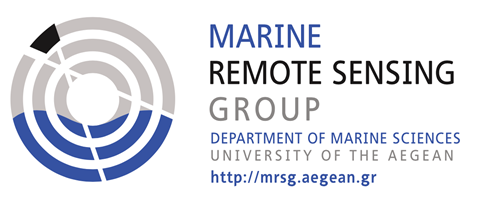 MARINE
REMOTE SENSING
GROUP
DEPARTMENT OF MARINE SCIENCES
UNIVERSITY OF THE AEGEAN
http://mrsg.aegean.gr